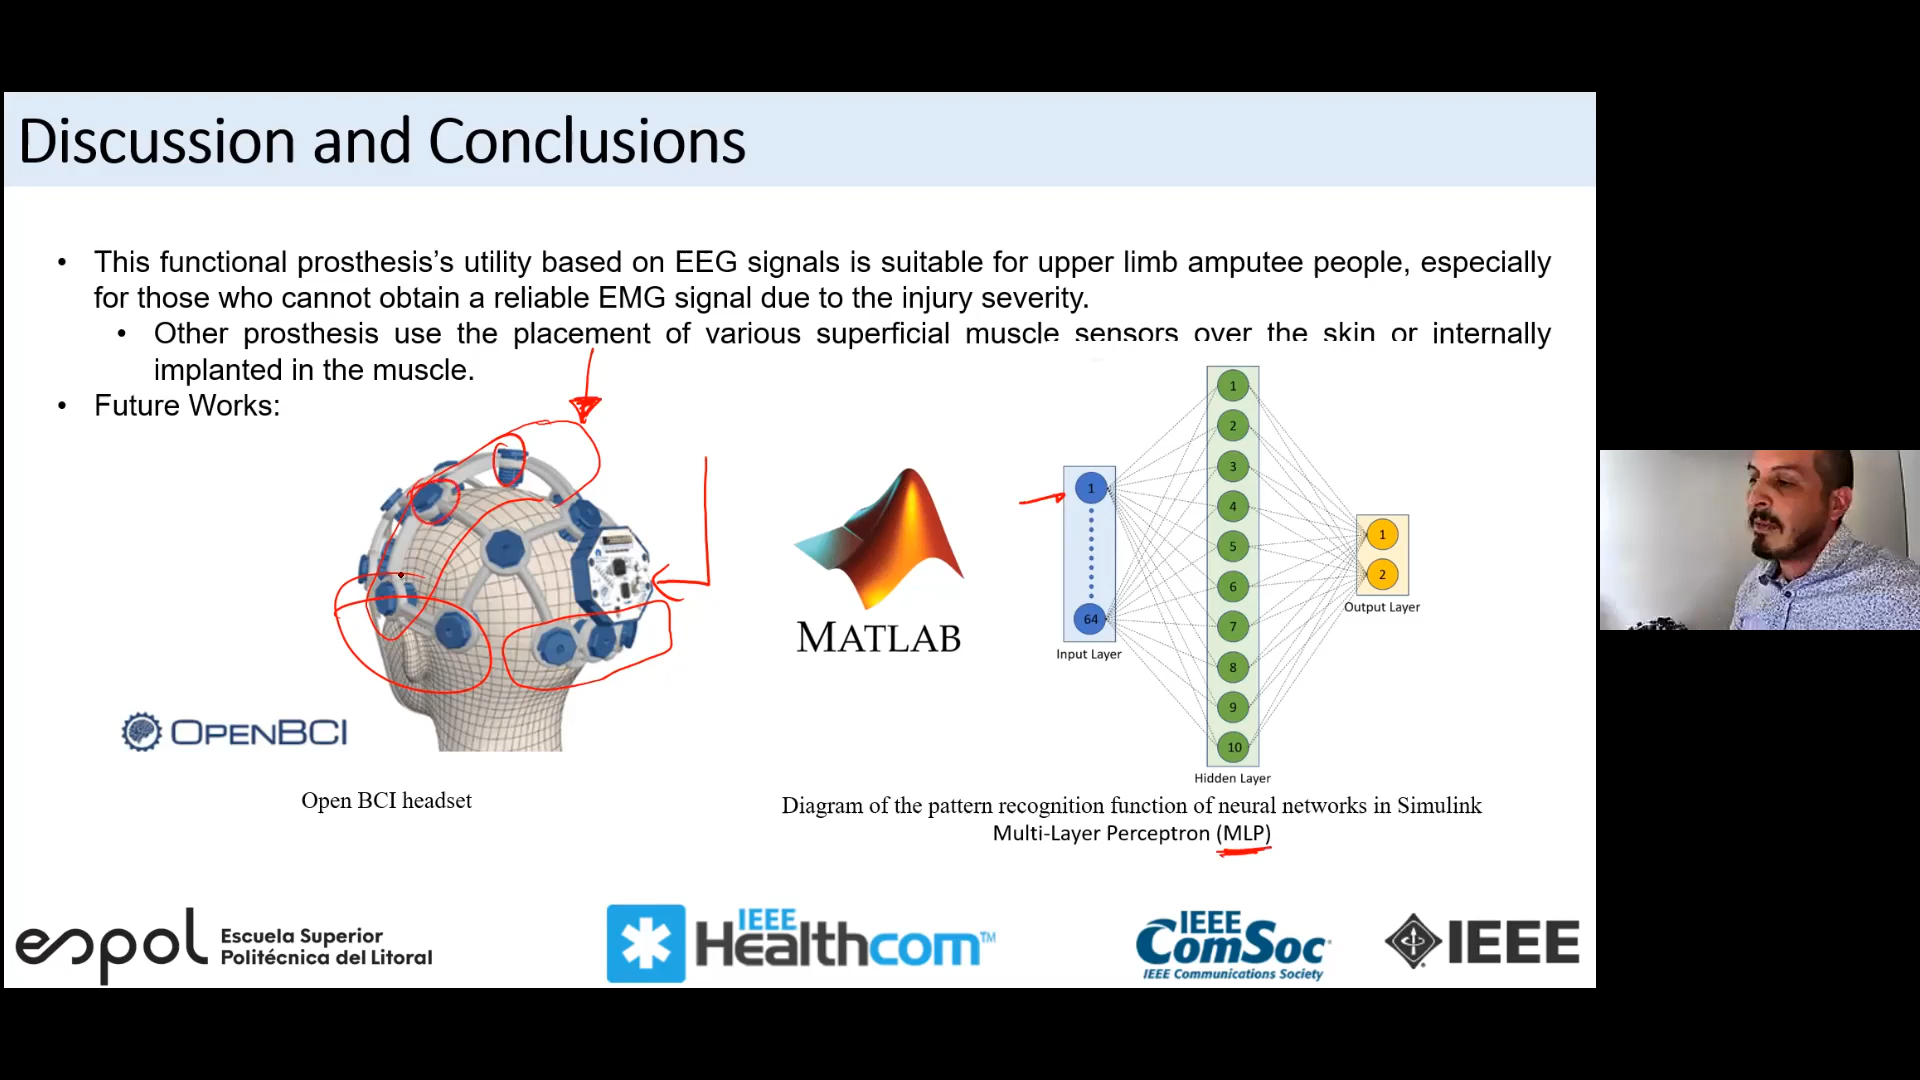 Discussion and Conclusions
• This functional prosthesis’s utility based on EEG signals is suitable for upper limb amputee people, especially
for those who cannot obtain a reliable EMG signal due to the injury severity.
• Other prosthesis use the placement of various superficial muscle sensors over the skin or internally
implanted in the muscle.
• Future Works:
OPENBCI
Open BCI headset
MATLAB
1
64
Input Layer
1
2
3
4
5
6
7
8
9
10
Hidden Layer
1
2
Output Layer
Diagram of the pattern recognition function of neural networks in Simulink
Multi-Layer Perceptron (MLP)
espol
Escuela Superior
Politécnica del Litoral
IEEE
Healthcom™
IEEE
ComSoc®
IEEE Communications Society
IEEE